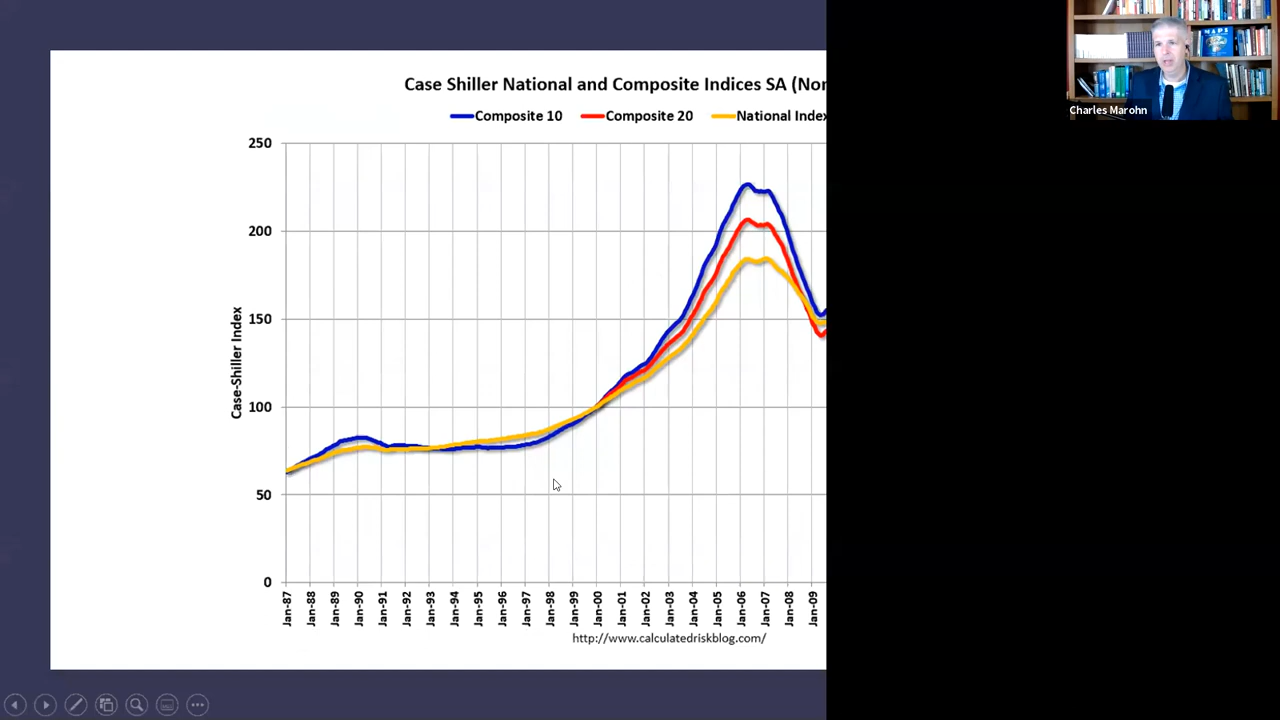 Case Shiller National and Composite Indices SA (Nor
Composite 10 Composite 20 National Index
250
200
150
100
50
0
Case-Shiller Index
Jan-87 Jan-88 Jan-89 Jan-90 Jan-91 Jan-92 Jan-93 Jan-94 Jan-95 Jan-96 Jan-97 Jan-98 Jan-99 Jan-00 Jan-01 Jan-02 Jan-03 Jan-04 Jan-05 Jan-06 Jan-07 Jan-08 Jan-09
http://www.calculatedriskblog.com/
MAPS
Charles Marohn